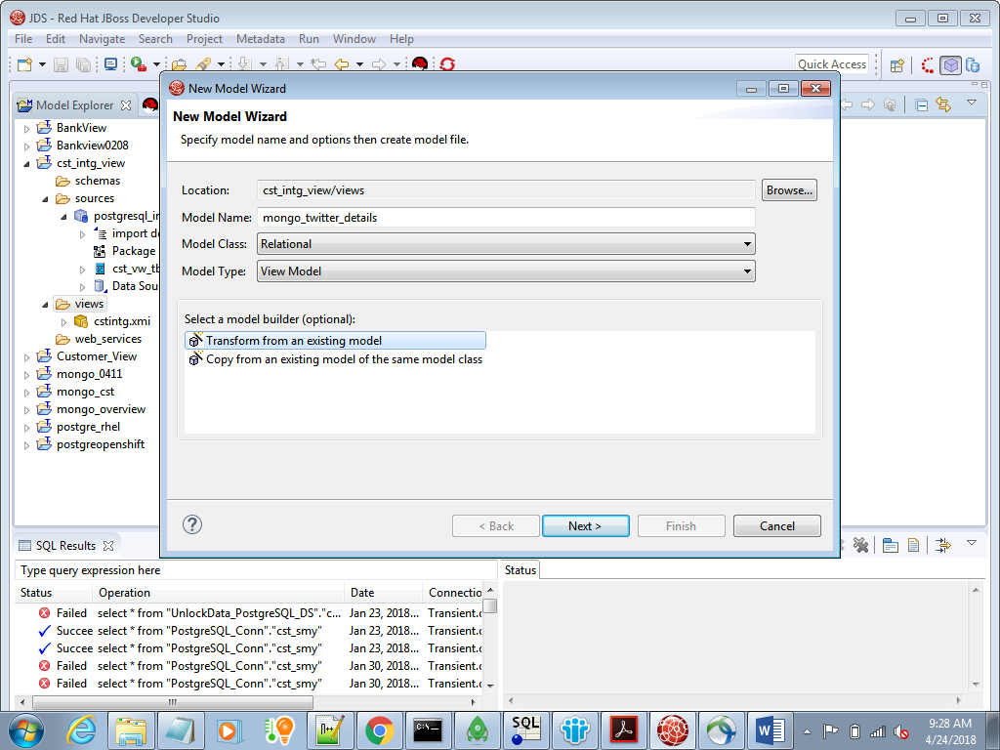 JDS - Red Hat JBoss Developer Studio
File Edit Navigate Search Project Metadata Run Window Help
Quick Access
Model Explorer
BankView
Bankview0208
cst_intg_view
schemas
sources
postgresql_in
import de
Package
cst_vw_tb
Data Sou
views
cstintg.xmi
web_services
Customer_View
mongo_0411
mongo_cst
mongo_overview
postgre_rhel
postgreopenshift
New Model Wizard
New Model Wizard
Specify model name and options then create model file.
Location: cst_intg_view/views Browse...
Model Name: mongo_twitter_details
Model Class: Relational
Model Type: View Model
Select a model builder (optional):
Transform from an existing model
Copy from an existing model of the same model class
? < Back Next > Finish Cancel
SQL Results
Type query expression here
Status Operation Date Connectio
Failed select * from "UnlockData_PostgreSQL_DS"."c... Jan 23, 2018... Transient.c
Succee select * from "PostgreSQL_Conn"."cst_smy" Jan 23, 2018... Transient.c
Succee select * from "PostgreSQL_Conn"."cst_smy" Jan 23, 2018... Transient.c
Failed select * from "PostgreSQL_Conn"."cst_smy" Jan 30, 2018... Transient.c
Failed select * from "PostgreSQL_Conn"."cst_smy" Jan 30, 2018... Transient.c
Status
SQL
9:28 AM
4/24/2018